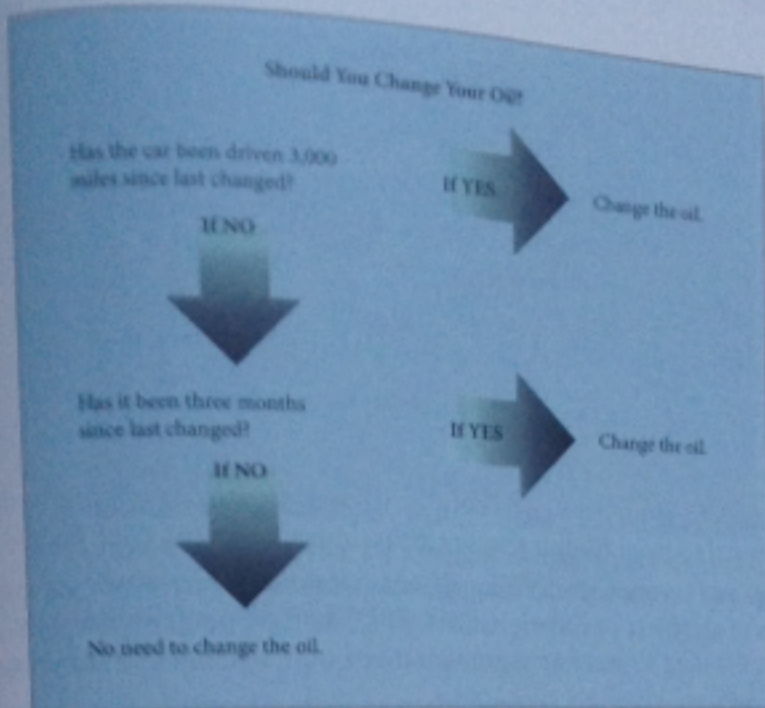 Should You Change Your Oil?
Has the car been driven 3,000
miles since last changed?
If YES
Change the oil.
If NO
Has it been three months
since last changed?
If YES
Change the oil.
If NO
No need to change the oil.